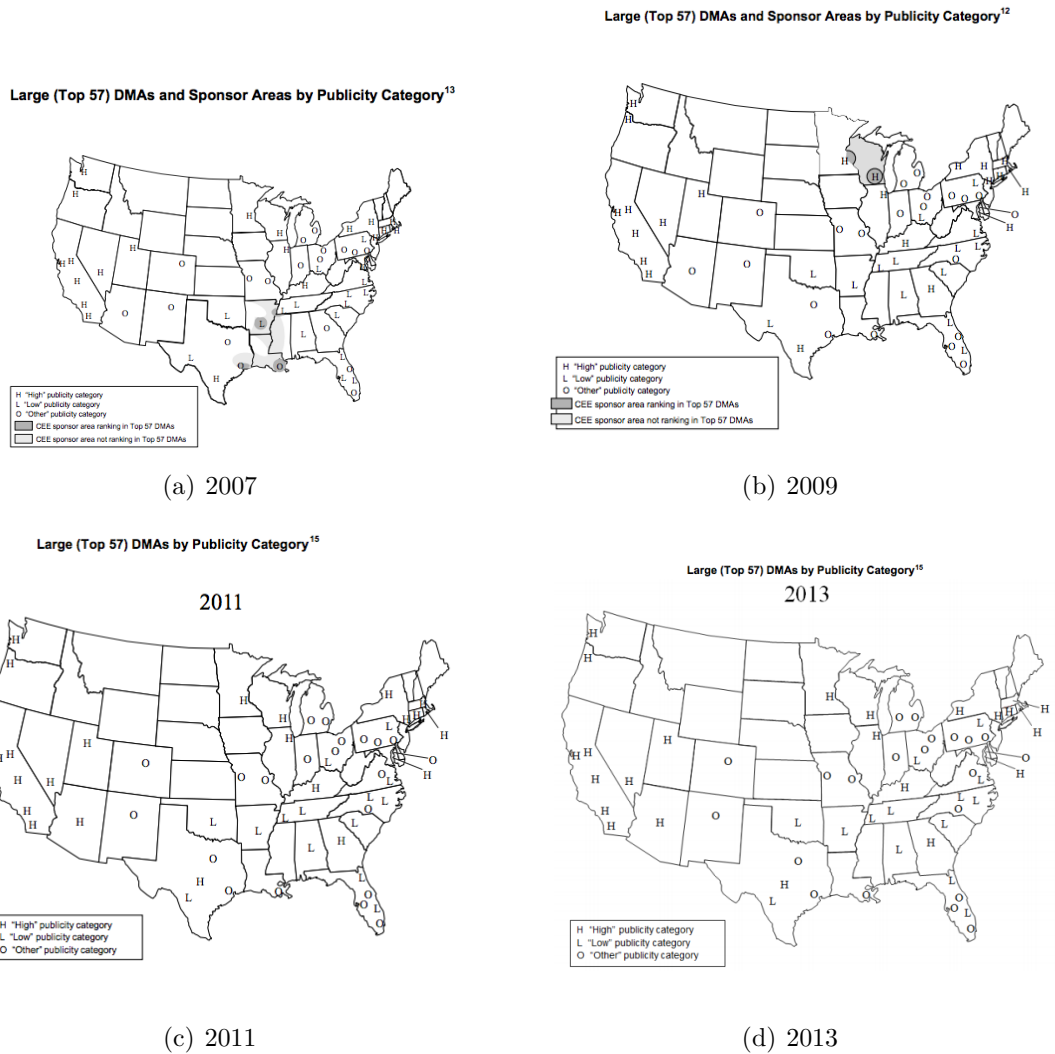 Large (Top 57) DMAs and Sponsor Areas by Publicity Category13
H "High" publicity category
L "Low" publicity category
O "Other" publicity category
CEE sponsor area ranking in Top 57 DMAs
CEE sponsor area not ranking in Top 57 DMAs
(a) 2007
Large (Top 57) DMAs and Sponsor Areas by Publicity Category12
H "High" publicity category
L "Low" publicity category
O "Other" publicity category
CEE sponsor area ranking in Top 57 DMAs
CEE sponsor area not ranking in Top 57 DMAs
(b) 2009
Large (Top 57) DMAs by Publicity Category15
2011
H "High" publicity category
L "Low" publicity category
O "Other" publicity category
(c) 2011
Large (Top 57) DMAs by Publicity Category15
2013
H "High" publicity category
L "Low" publicity category
O "Other" publicity category
(d) 2013